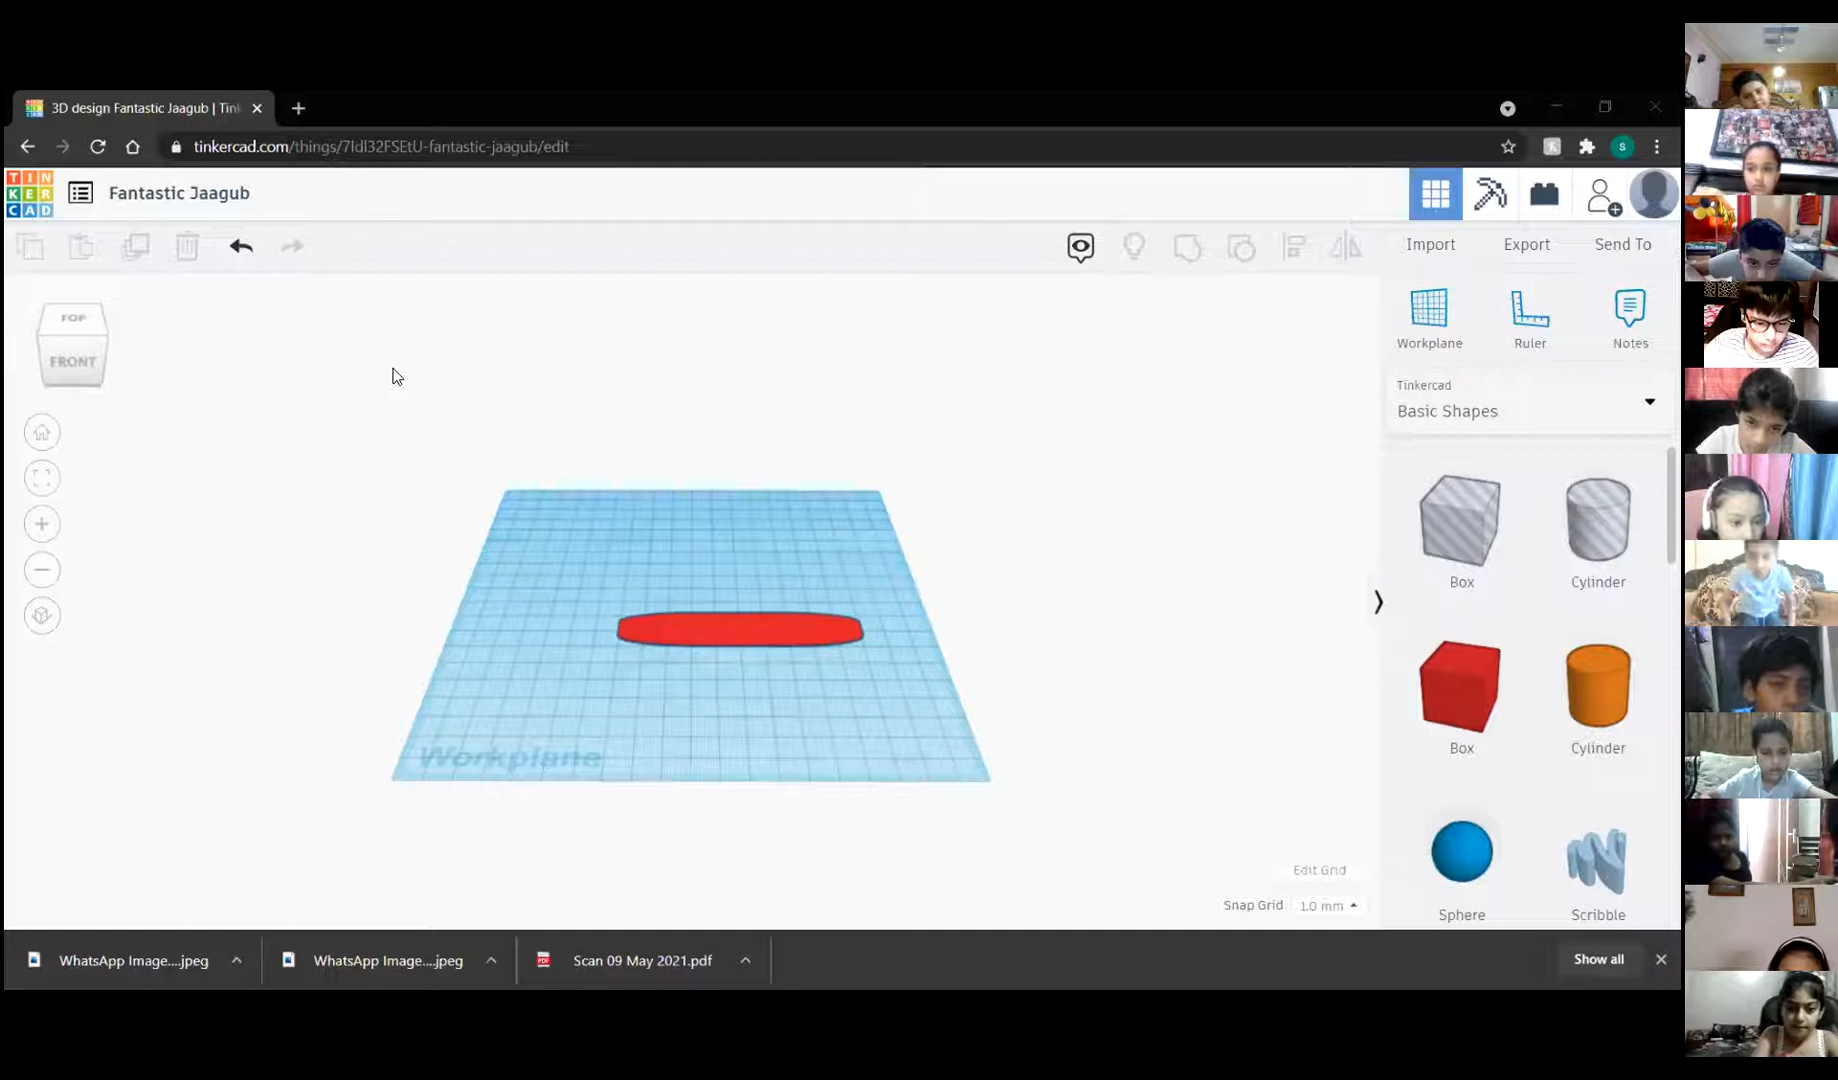 3D design Fantastic Jaagub | Tink
tinkercad.com/things/7ldl32FSEtU-fantastic-jaagub/edit
S
TIN
KER
CAD
Fantastic Jaagub
Import Export Send To
TOP
FRONT
Workplane Ruler Notes
Tinkercad
Basic Shapes
Box Cylinder
Box Cylinder
Workplane
Edit Grid
Snap Grid 1.0 mm
Sphere Scribble
WhatsApp Image....jpeg
WhatsApp Image....jpeg
PDF
Scan 09 May 2021.pdf
Show all